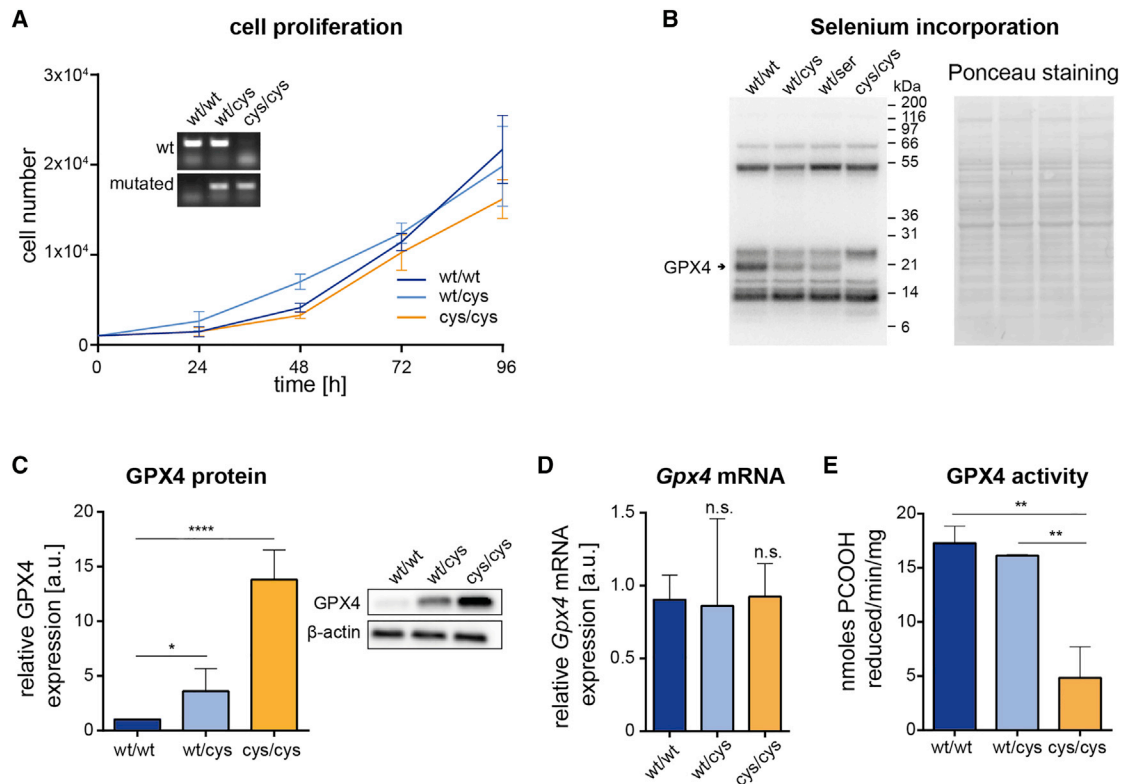 A
cell proliferation
3x10⁴
2x10⁴
1x10⁴
0
cell number
wt/wt
wt/cys
cys/cys
wt
mutated
wt/wt
wt/cys
cys/cys
0 24 48 72 96
time [h]
B
Selenium incorporation
wt/wt
wt/cys
wt/ser
cys/cys
kDa
200
116
97
66
55
36
31
21
14
6
GPX4
Ponceau staining
C
GPX4 protein
relative GPX4
expression [a.u.]
20
15
10
5
0
****
*
wt/wt wt/cys cys/cys
wt/wt
wt/cys
cys/cys
GPX4
β-actin
D
Gpx4 mRNA
relative Gpx4 mRNA
expression [a.u.]
1.5
1.0
0.5
0
n.s.
n.s.
wt/wt
wt/cys
cys/cys
E
GPX4 activity
nmoles PCOOH
reduced/min/mg
20
15
10
5
0
**
**
wt/wt wt/cys cys/cys